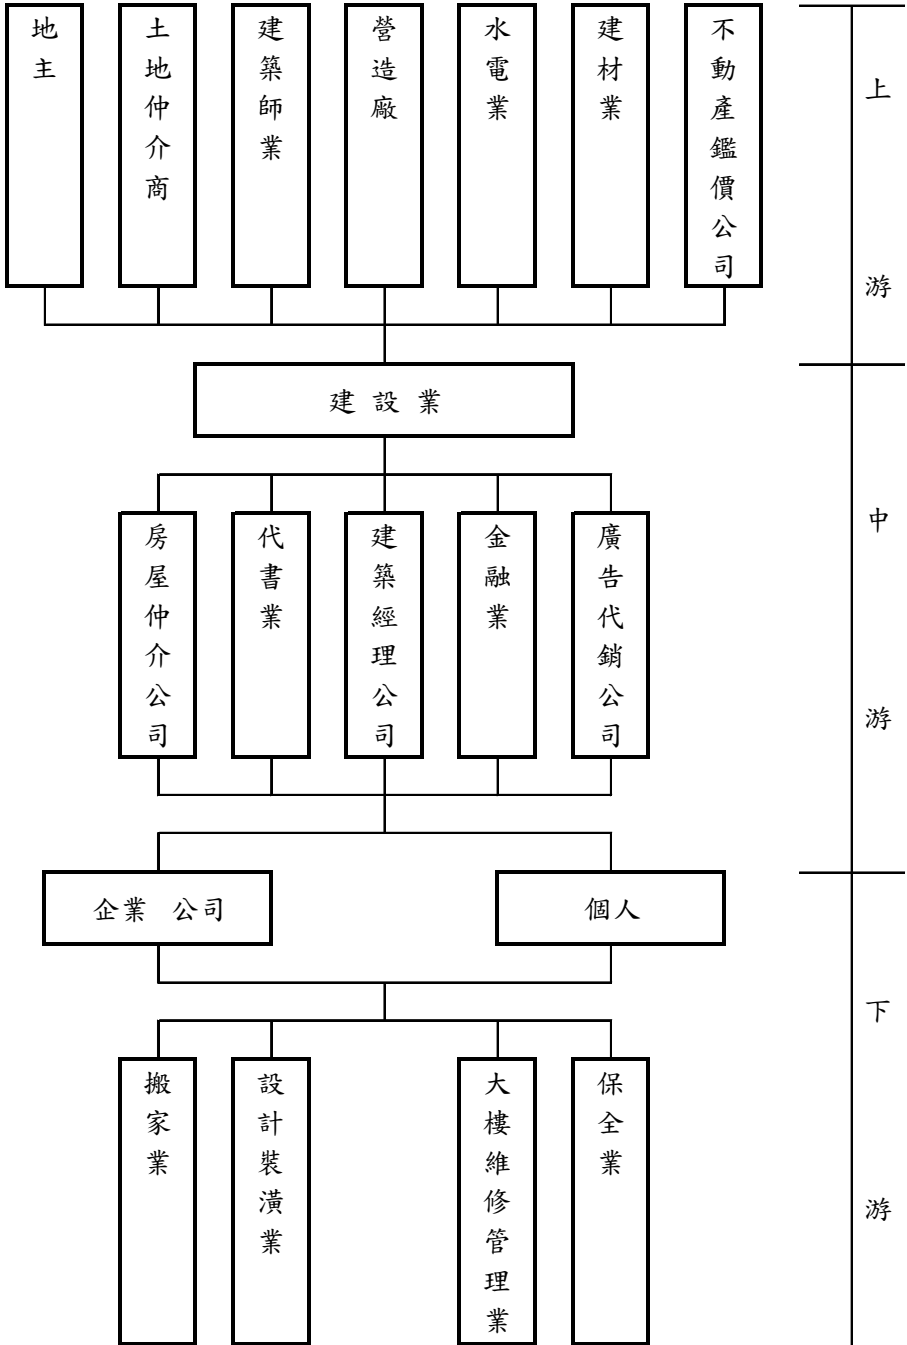 地主
土地仲介商
建築師業
營造廠
水電業
建材業
不動產鑑價公司
上游
建設業
房屋仲介公司
代書業
建築經理公司
金融業
廣告代銷公司
中游
企業 公司
個人
搬家業
設計裝潢業
大樓維修管理業
保全業
下游